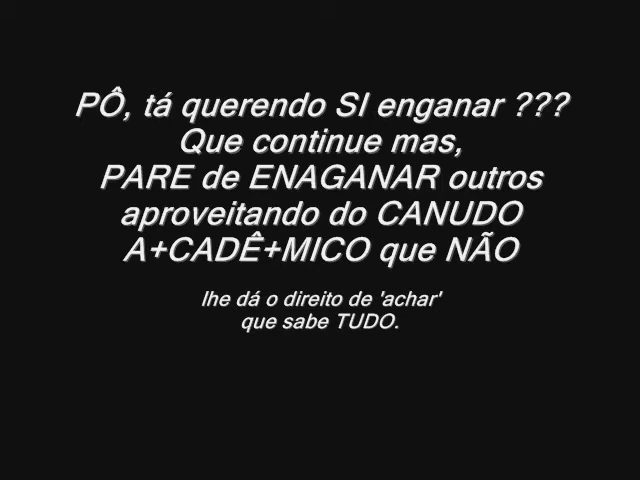 PÔ, tá querendo SI enganar ???
Que continue mas,
PARE de ENAGANAR outros
aproveitando do CANUDO
A+CADÊ+MICO que NÃO
lhe dá o direito de 'achar'
que sabe TUDO.